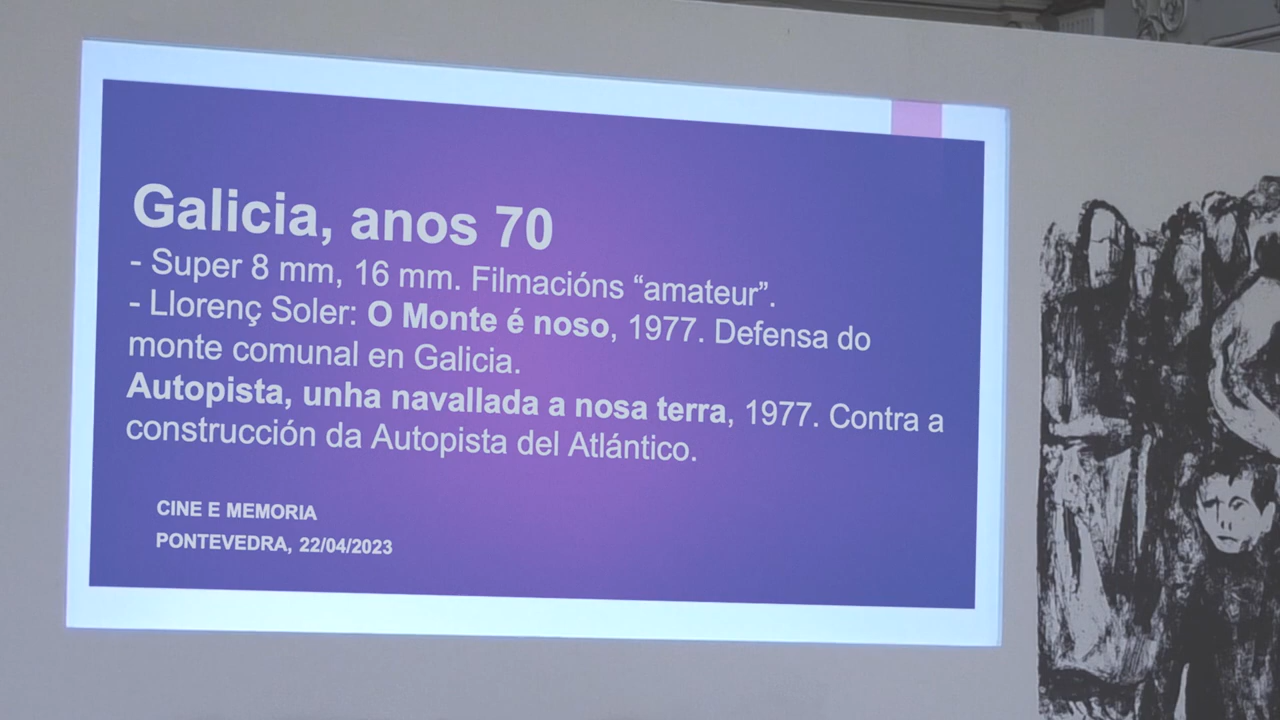 Galicia, anos 70
- Super 8 mm, 16 mm. Filmacións “amateur”.
- Llorenç Soler: O Monte é noso, 1977. Defensa do
monte comunal en Galicia.
Autopista, unha navallada a nosa terra, 1977. Contra a
construcción da Autopista del Atlántico.
CINE E MEMORIA
PONTEVEDRA, 22/04/2023